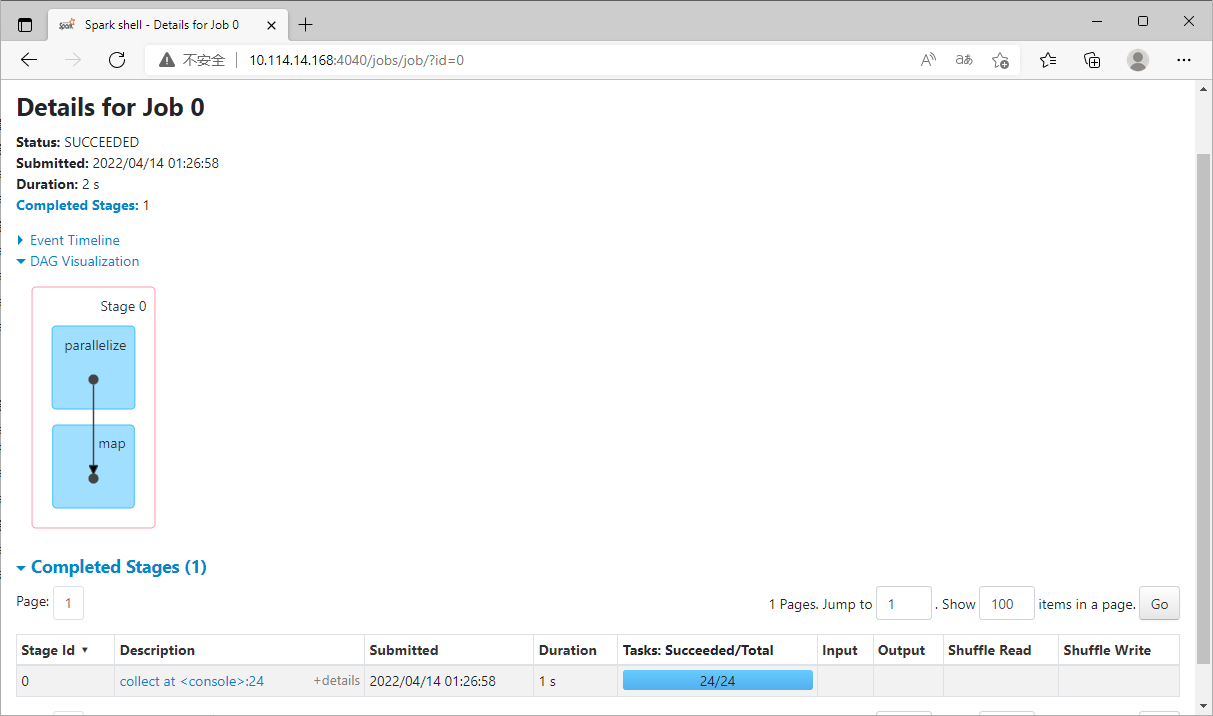 Spark shell - Details for Job 0
不安全 10.114.14.168:4040/jobs/job/?id=0
Details for Job 0
Status: SUCCEEDED
Submitted: 2022/04/14 01:26:58
Duration: 2 s
Completed Stages: 1
Event Timeline
DAG Visualization
Stage 0
parallelize
map
Completed Stages (1)
Page: 1 1 Pages. Jump to 1 . Show 100 items in a page. Go
Stage Id Description Submitted Duration Tasks: Succeeded/Total Input Output Shuffle Read Shuffle Write
0 collect at <console>:24 +details 2022/04/14 01:26:58 1 s 24/24